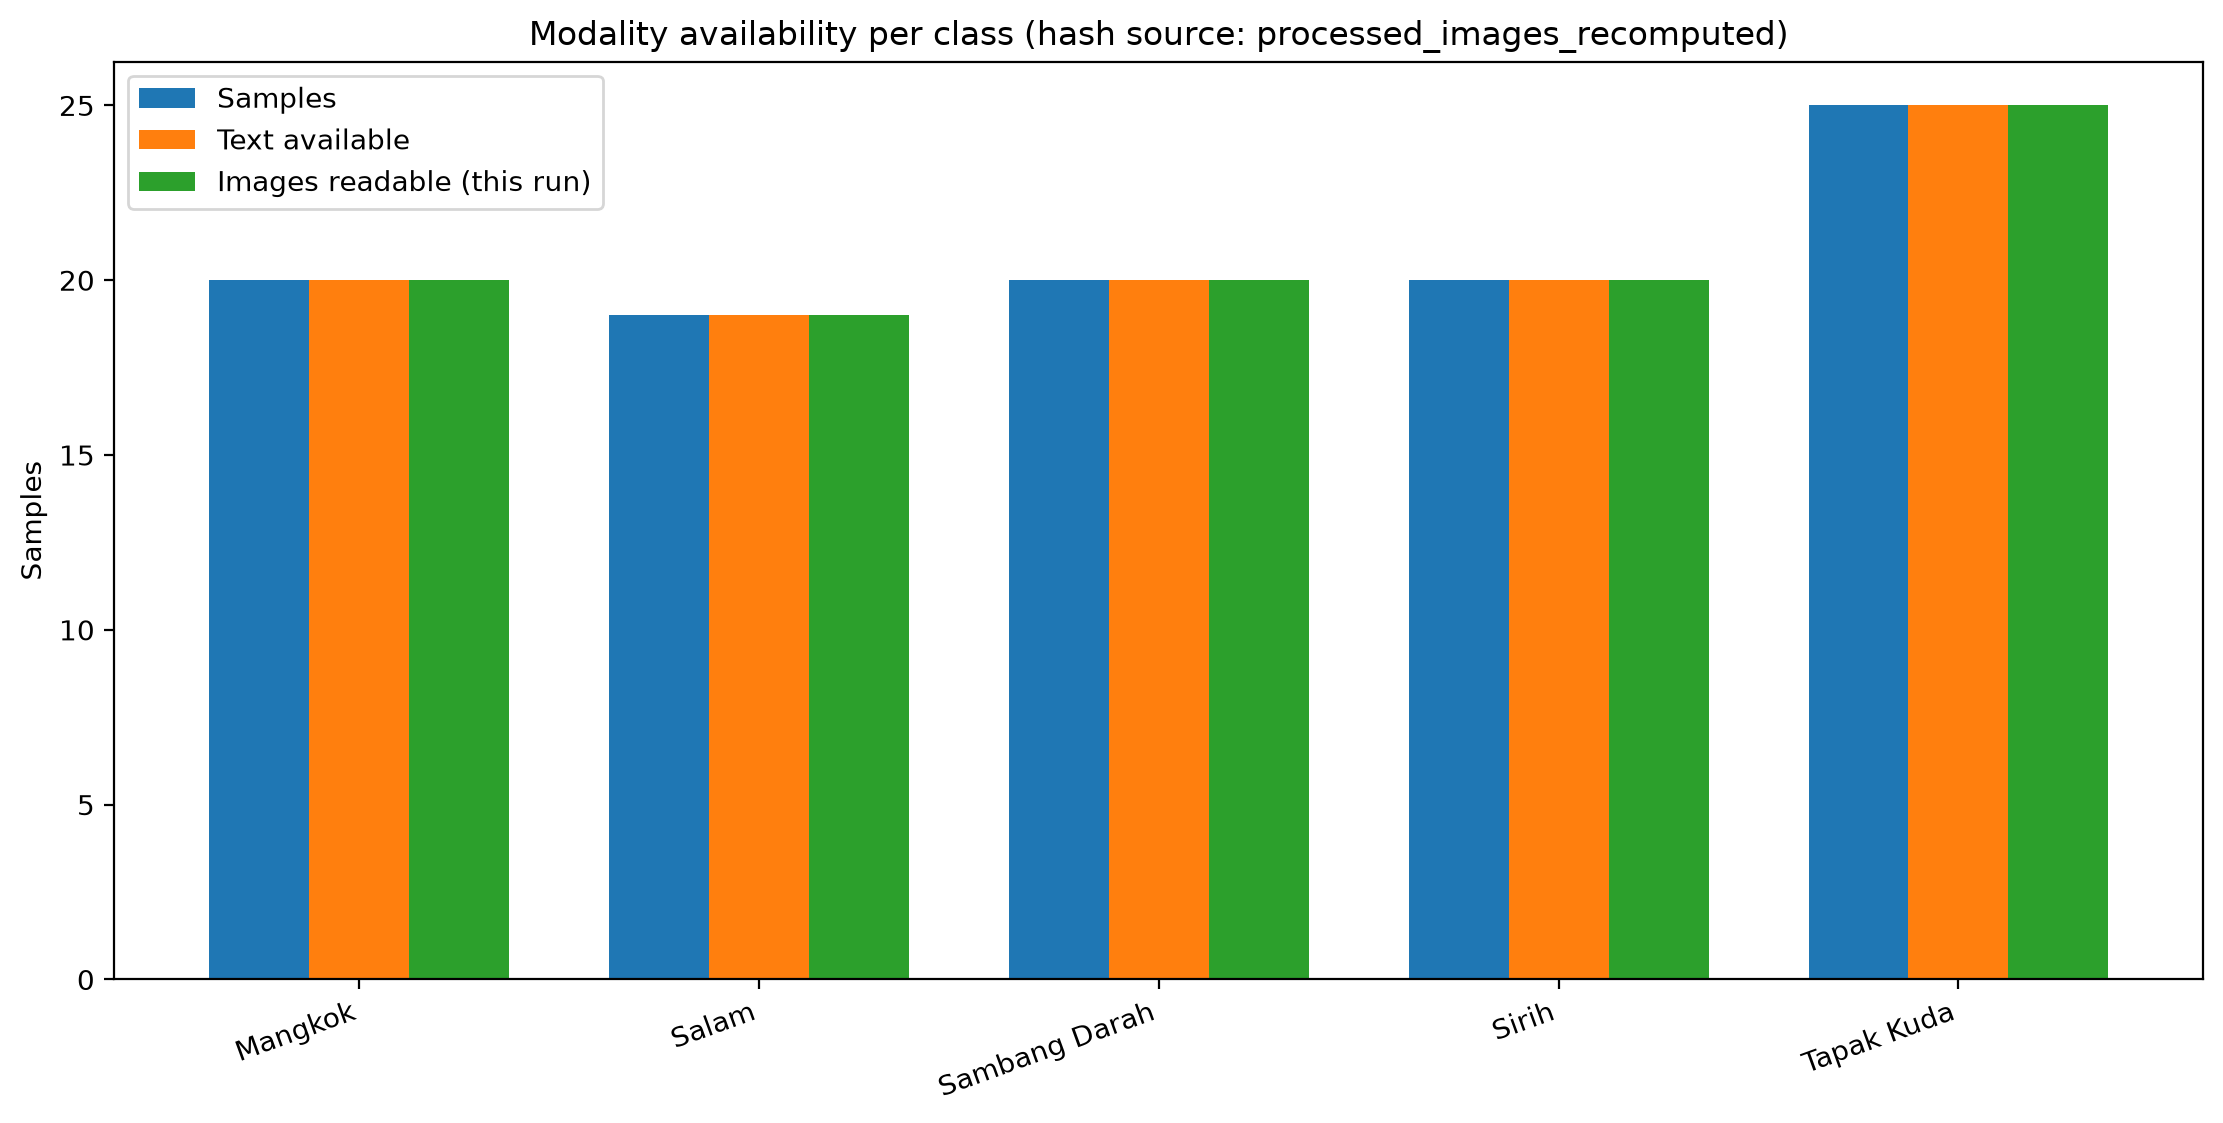 Modality availability per class (hash source: processed_images_recomputed)
Samples
Text available
Images readable (this run)
Samples
25
20
15
10
5
0
Mangkok
Salam
Sambang Darah
Sirih
Tapak Kuda